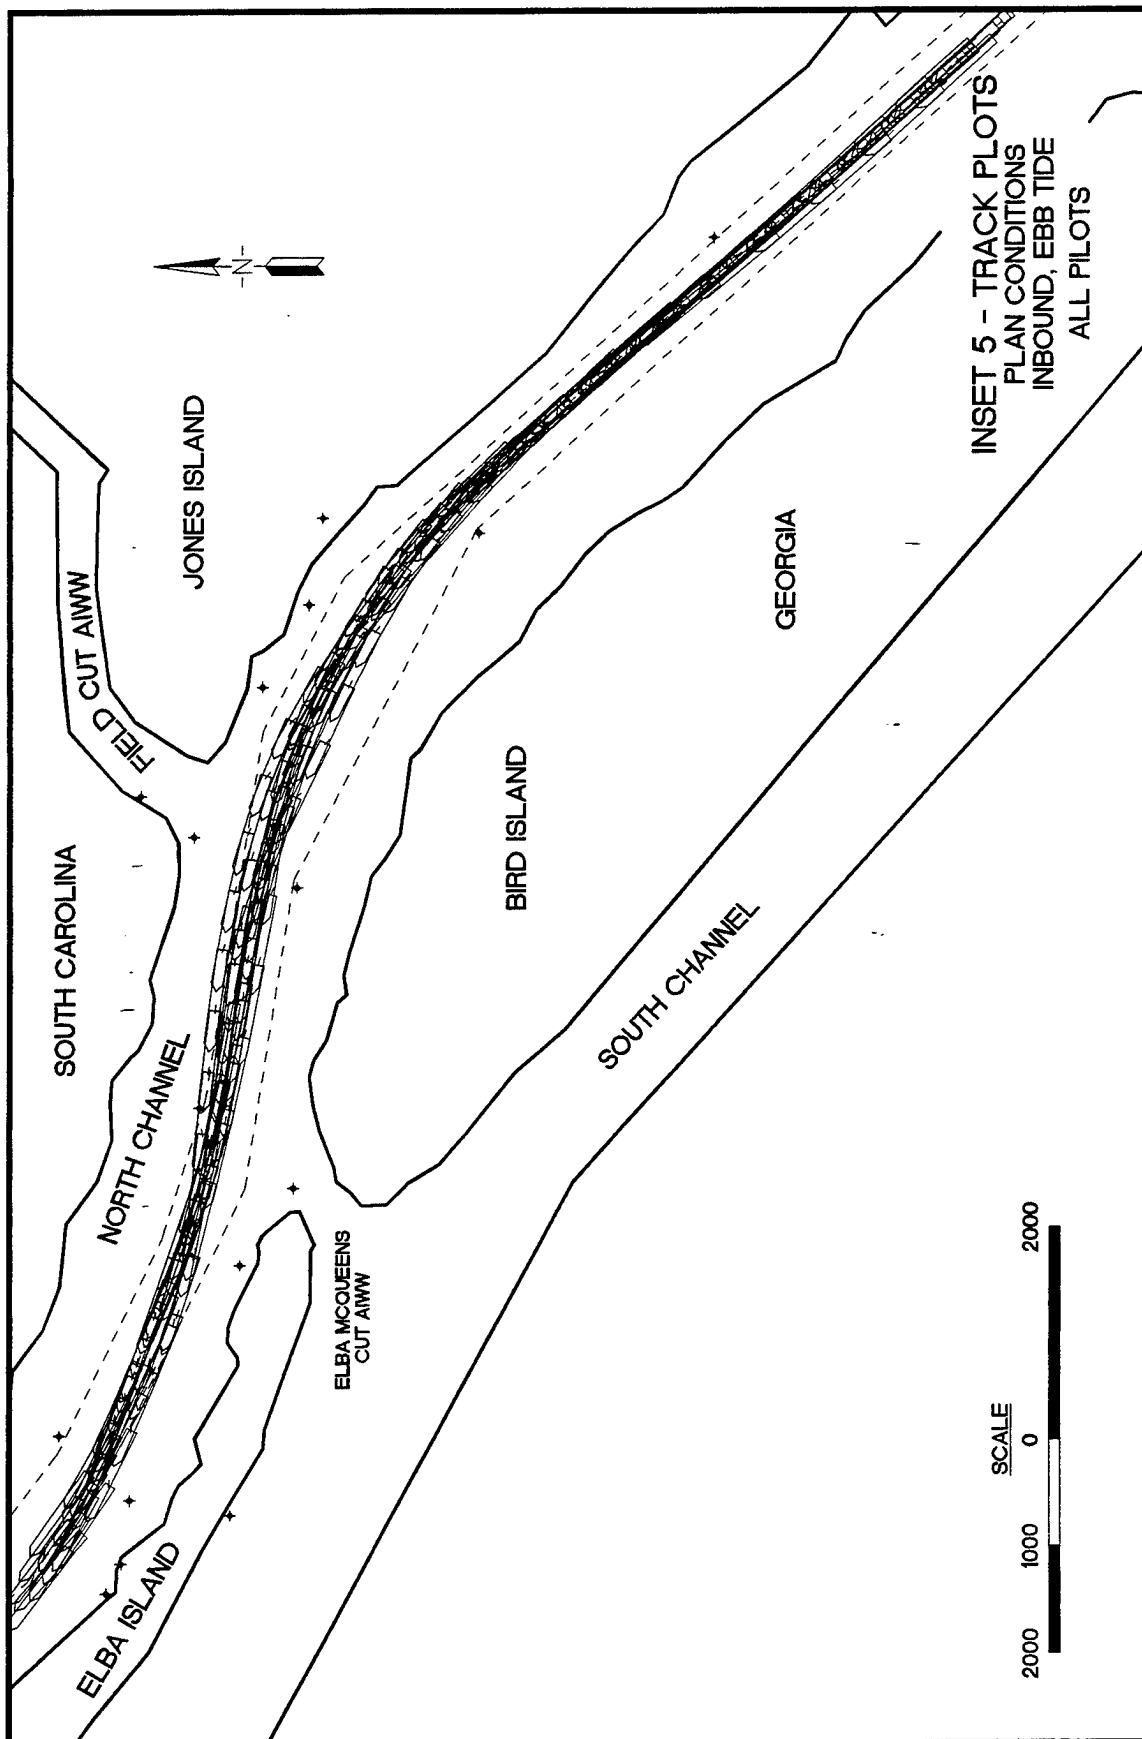 SOUTH CAROLINA
FIELD CUT AIWW
JONES ISLAND
N
NORTH CHANNEL
ELBA ISLAND
ELBA MCQUEENS
CUT AIWW
BIRD ISLAND
SOUTH CHANNEL
GEORGIA
SCALE
2000 1000 0 2000
INSET 5 - TRACK PLOTS
PLAN CONDITIONS
INBOUND, EBB TIDE
ALL PILOTS